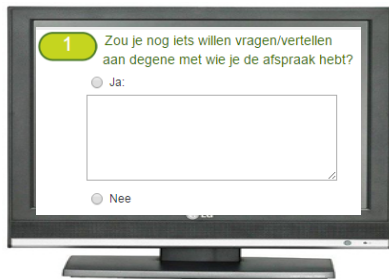 1
Zou je nog iets willen vragen/vertellen
aan degene met wie je de afspraak hebt?
Ja:
Nee
LG